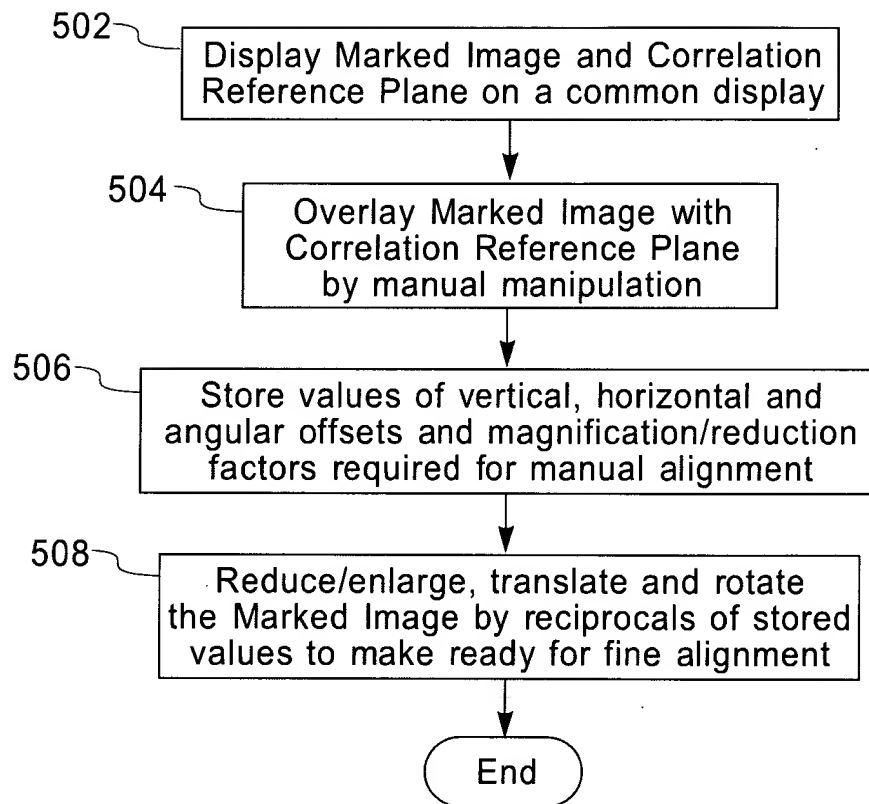 502
Display Marked Image and Correlation
Reference Plane on a common display
504
Overlay Marked Image with
Correlation Reference Plane
by manual manipulation
506
Store values of vertical, horizontal and
angular offsets and magnification/reduction
factors required for manual alignment
508
Reduce/enlarge, translate and rotate
the Marked Image by reciprocals of stored
values to make ready for fine alignment
End